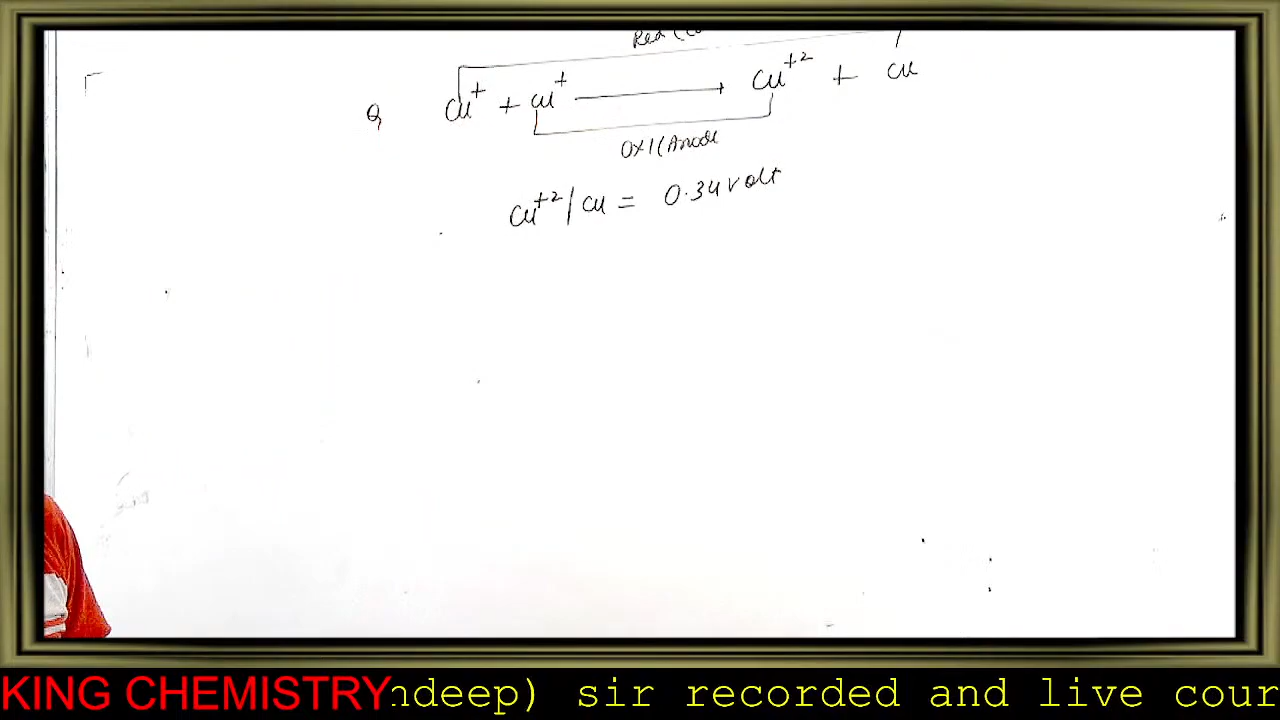 Red (
Q Cu⁺ + Cu⁺ → Cu⁺² + Cu
Oxi(Anode
Cu⁺² / Cu = 0.34 volt
KING CHEMISTRY ndeep) sir recorded and live cour